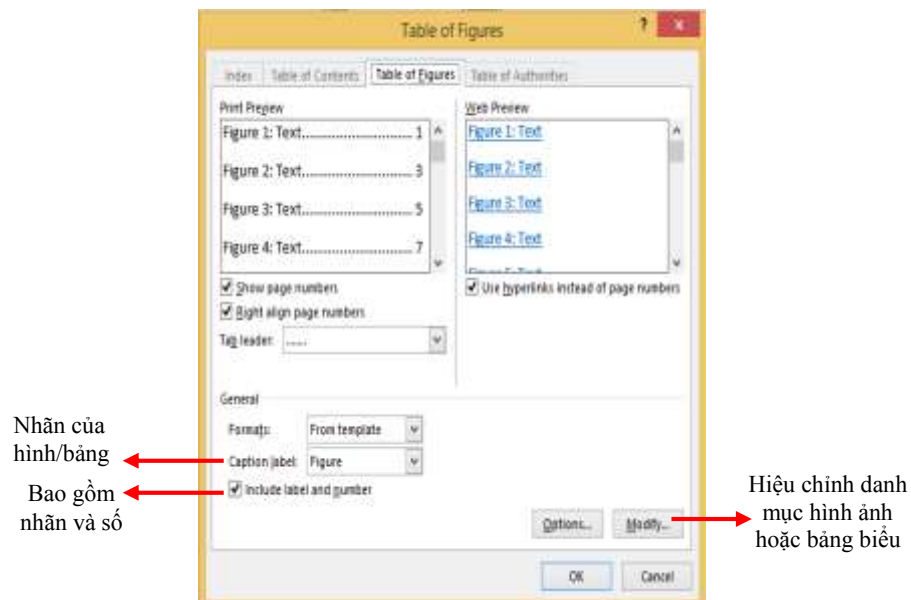 Table of Figures
?
x
Index
Table of Contents
Table of Figures
Table of Authorities
Print Preview
Figure 1: Text............................ 1
Figure 2: Text............................ 3
Figure 3: Text............................ 5
Figure 4: Text............................ 7
Web Preview
Figure 1: Text
Figure 2: Text
Figure 3: Text
Figure 4: Text
Figure 5: Text
Show page numbers
Right align page numbers
Use hyperlinks instead of page numbers
Tab leader:
......
General
Formats:
From template
Caption label:
Figure
Include label and number
Options...
Modify...
OK
Cancel
Nhãn của
hình/bảng
Bao gồm
nhãn và số
Hiệu chỉnh danh
mục hình ảnh
hoặc bảng biểu